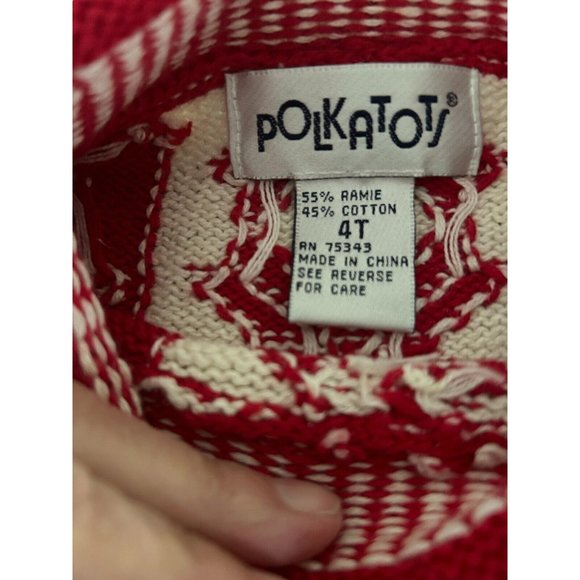 POLKATOTS®
55% RAMIE
45% COTTON
4T
RN 75343
MADE IN CHINA
SEE REVERSE
FOR CARE